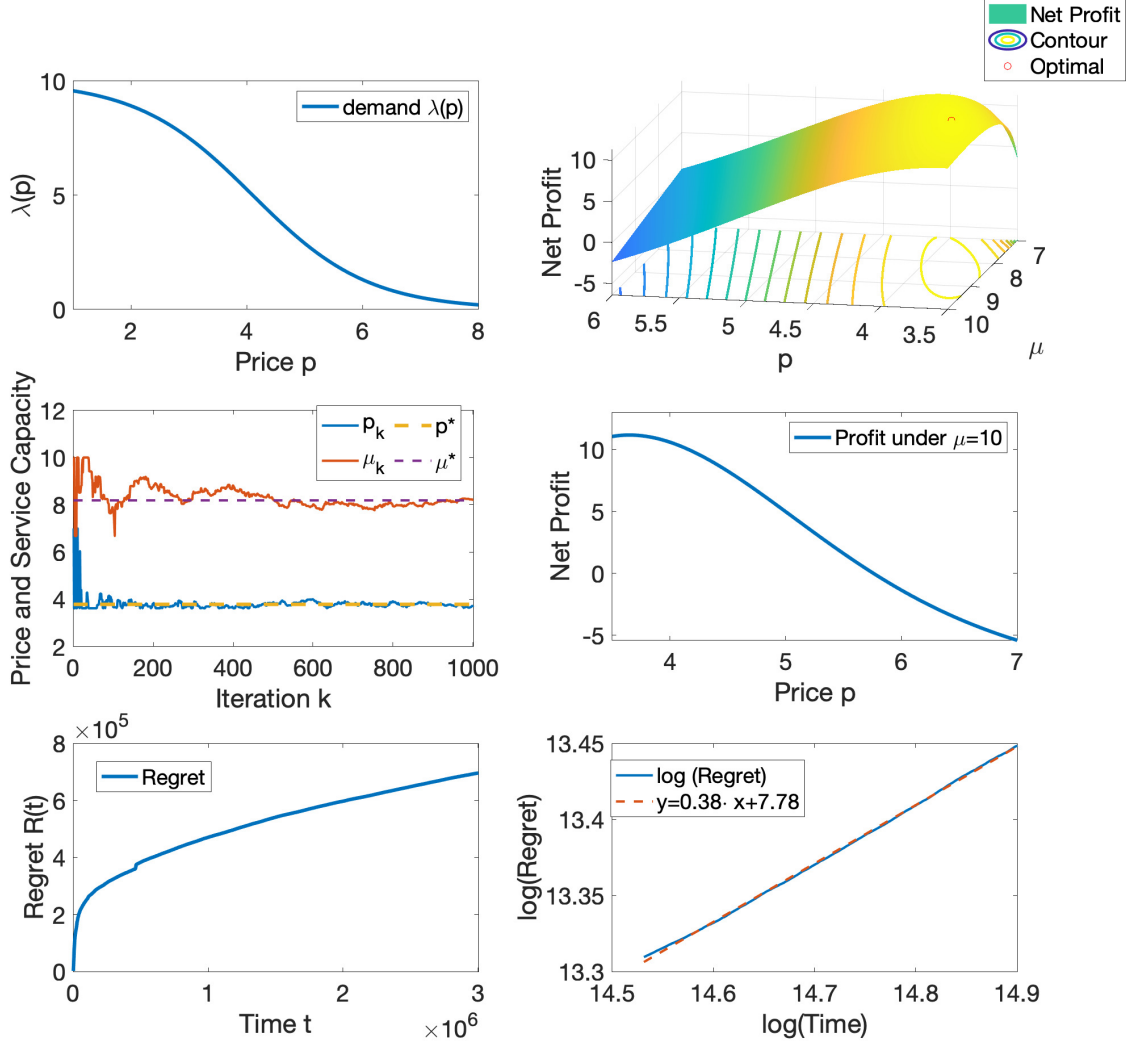 10
5
0
2
4
6
8
λ(p)
Price p
demand λ(p)
Net Profit
Contour
Optimal
10
5
0
-5
Net Profit
6
5.5
5
4.5
4
3.5
p
7
8
9
10
μ
12
10
8
6
4
2
0
200
400
600
800
1000
Price and Service Capacity
Iteration k
p_k
p*
μ_k
μ*
10
5
0
-5
4
5
6
7
Net Profit
Price p
Profit under μ=10
×10^5
8
6
4
2
0
0
1
2
3
Regret R(t)
Time t
×10^6
Regret
13.45
13.4
13.35
13.3
14.5
14.6
14.7
14.8
14.9
log(Regret)
log(Time)
log (Regret)
y=0.38· x+7.78